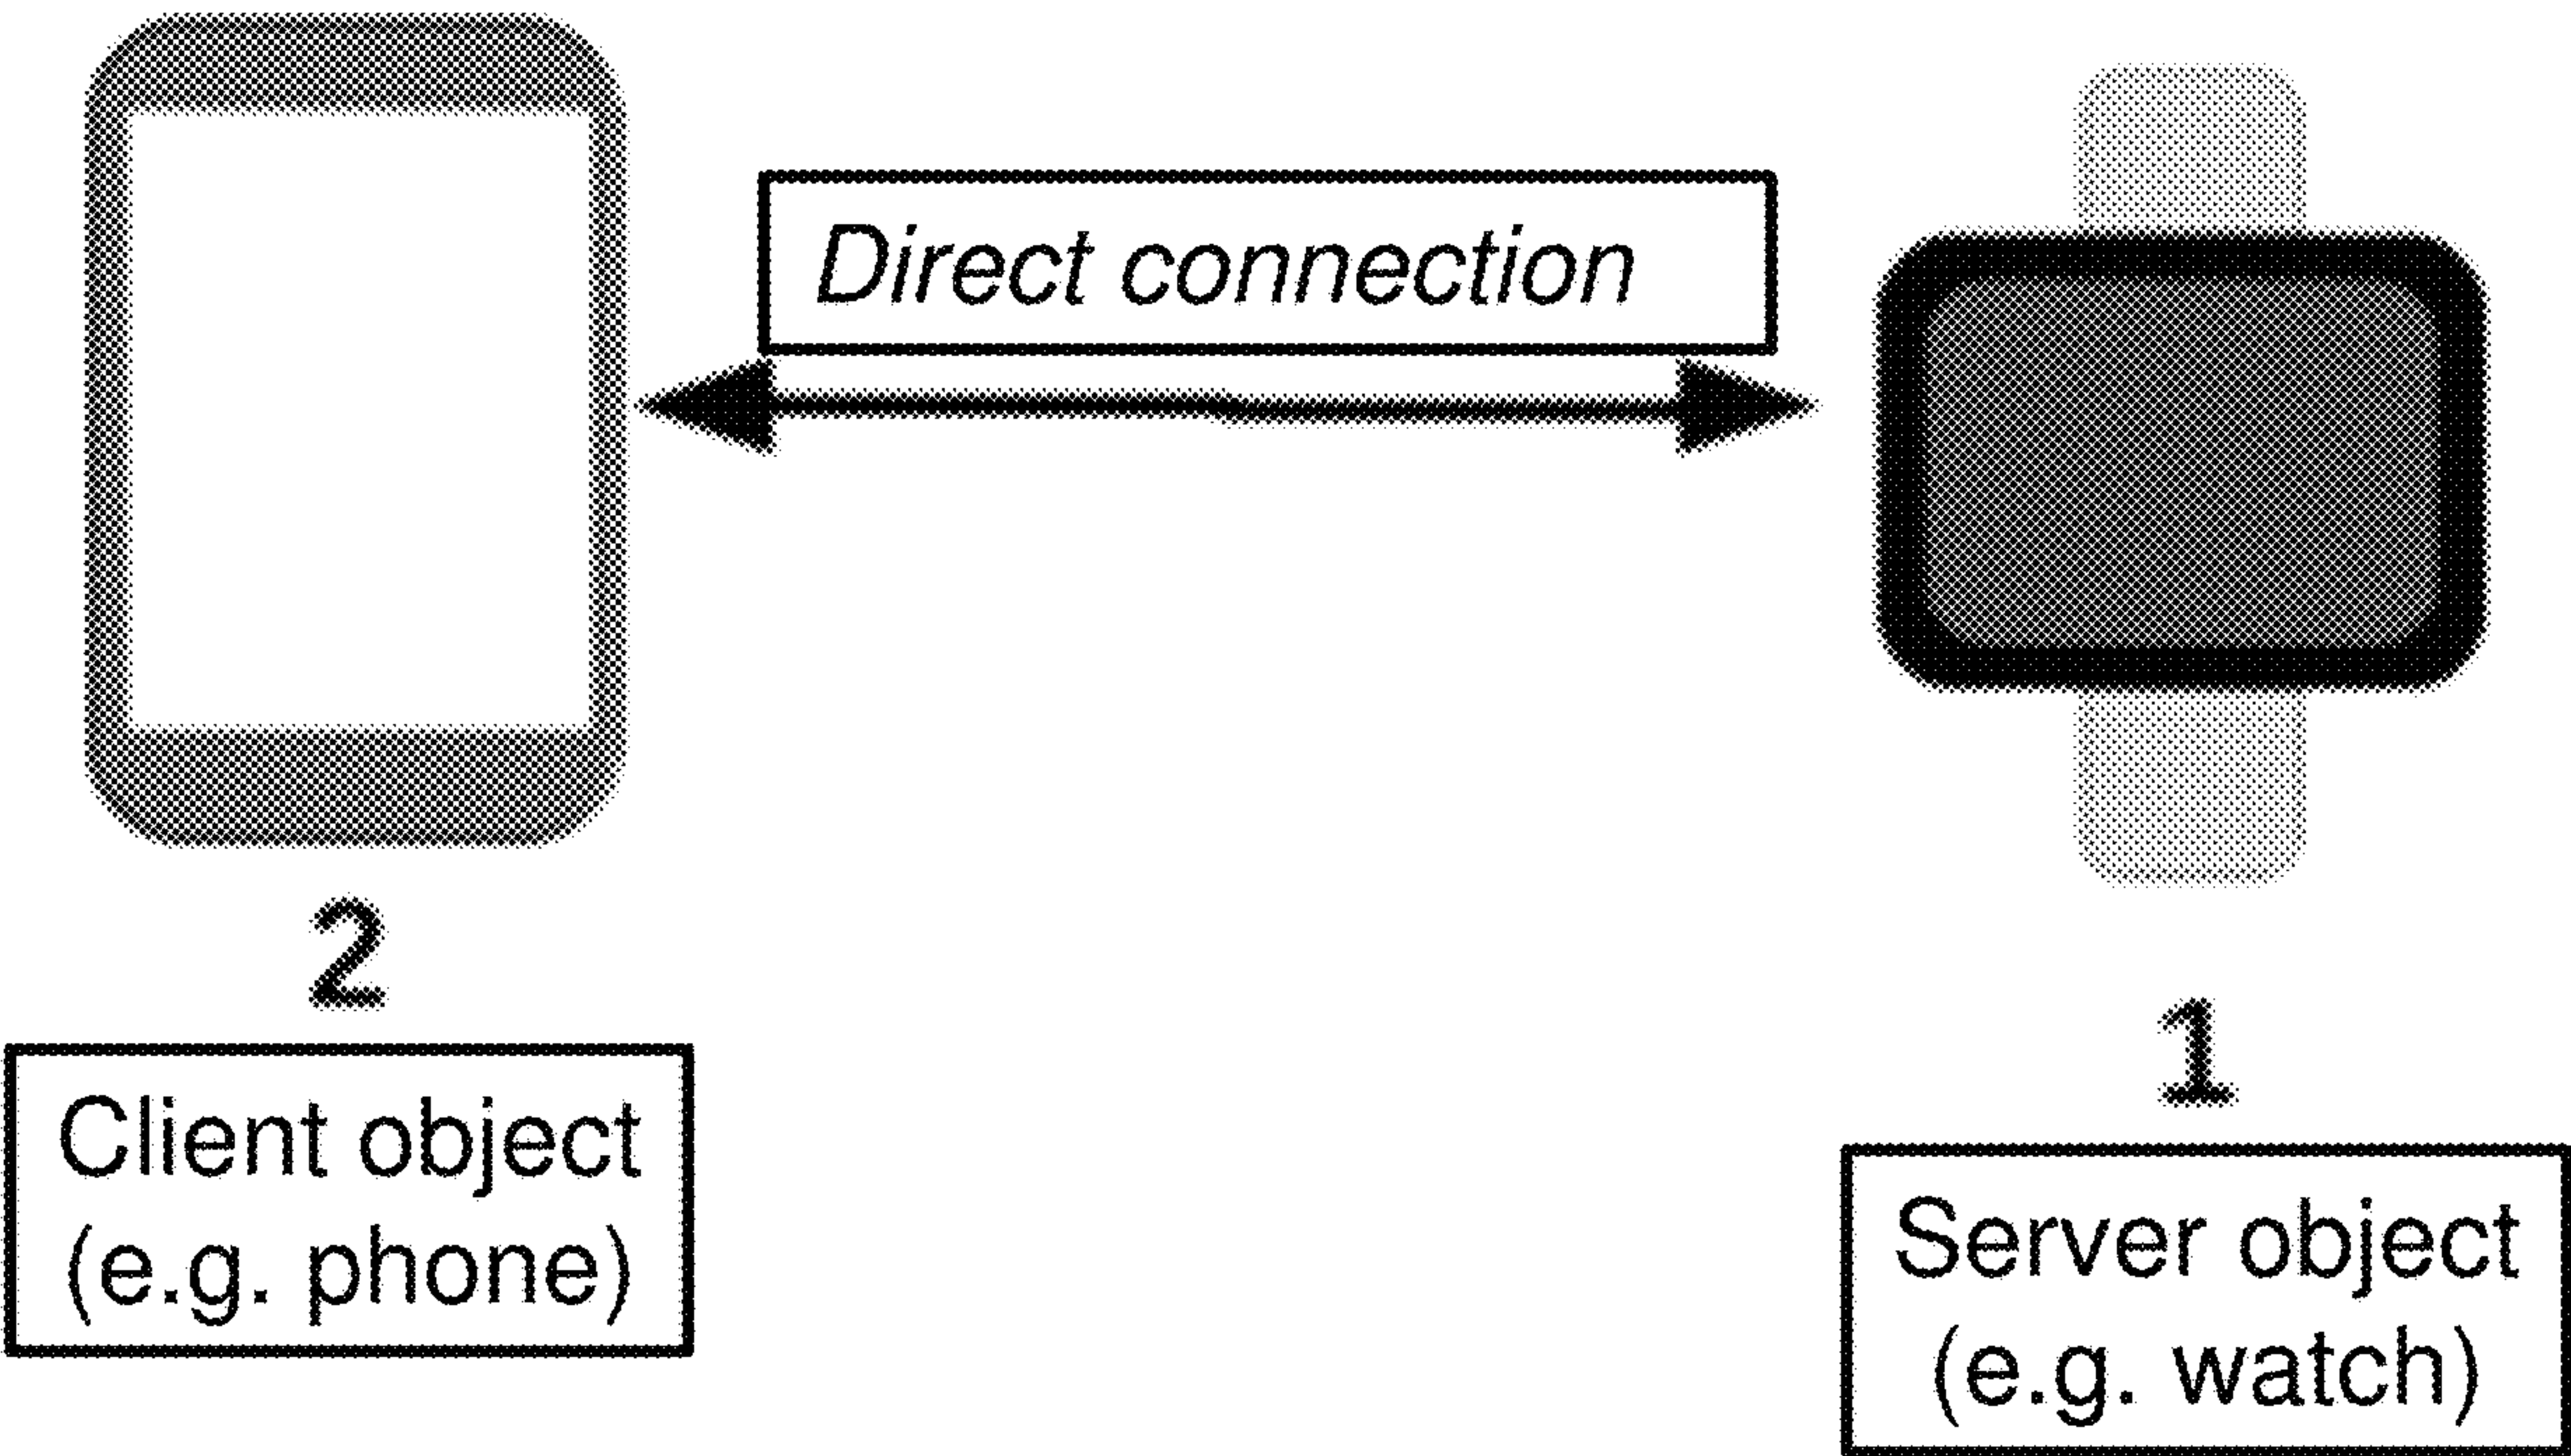 Direct connection
2
Client object
(e.g. phone)
1
Server object
(e.g. watch)